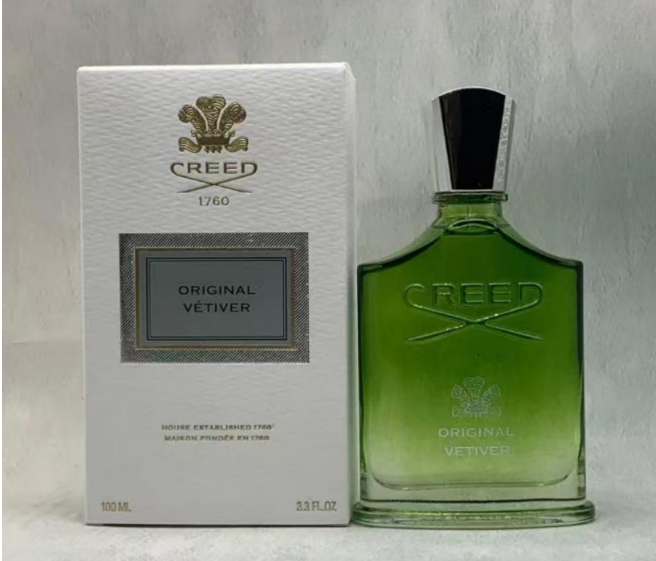 CREED
1760
ORIGINAL
VÉTIVER
HOUSE ESTABLISHED 1760
MAISON FONDÉE EN 1760
100 ML
3.3 FL.OZ
CREED
ORIGINAL
VETIVER